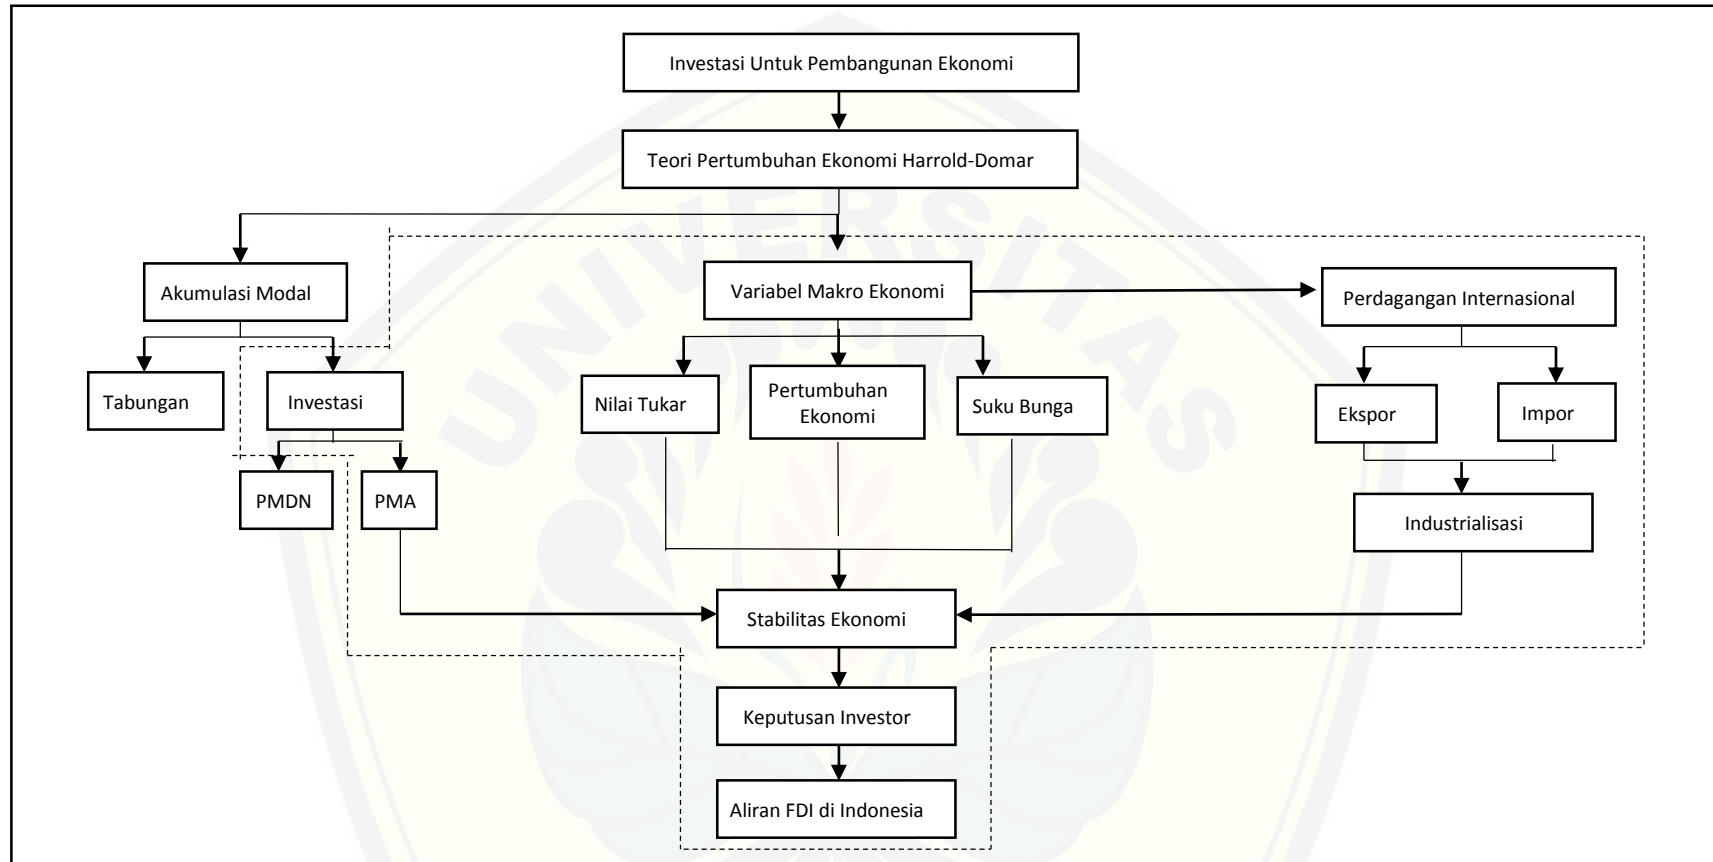 Investasi Untuk Pembangunan Ekonomi
Teori Pertumbuhan Ekonomi Harrold-Domar
Akumulasi Modal
Variabel Makro Ekonomi
Perdagangan Internasional
Tabungan
Investasi
Nilai Tukar
Pertumbuhan
Ekonomi
Suku Bunga
Ekspor
Impor
PMDN
PMA
Industrialisasi
Stabilitas Ekonomi
Keputusan Investor
Aliran FDI di Indonesia
UNIVERSITAS